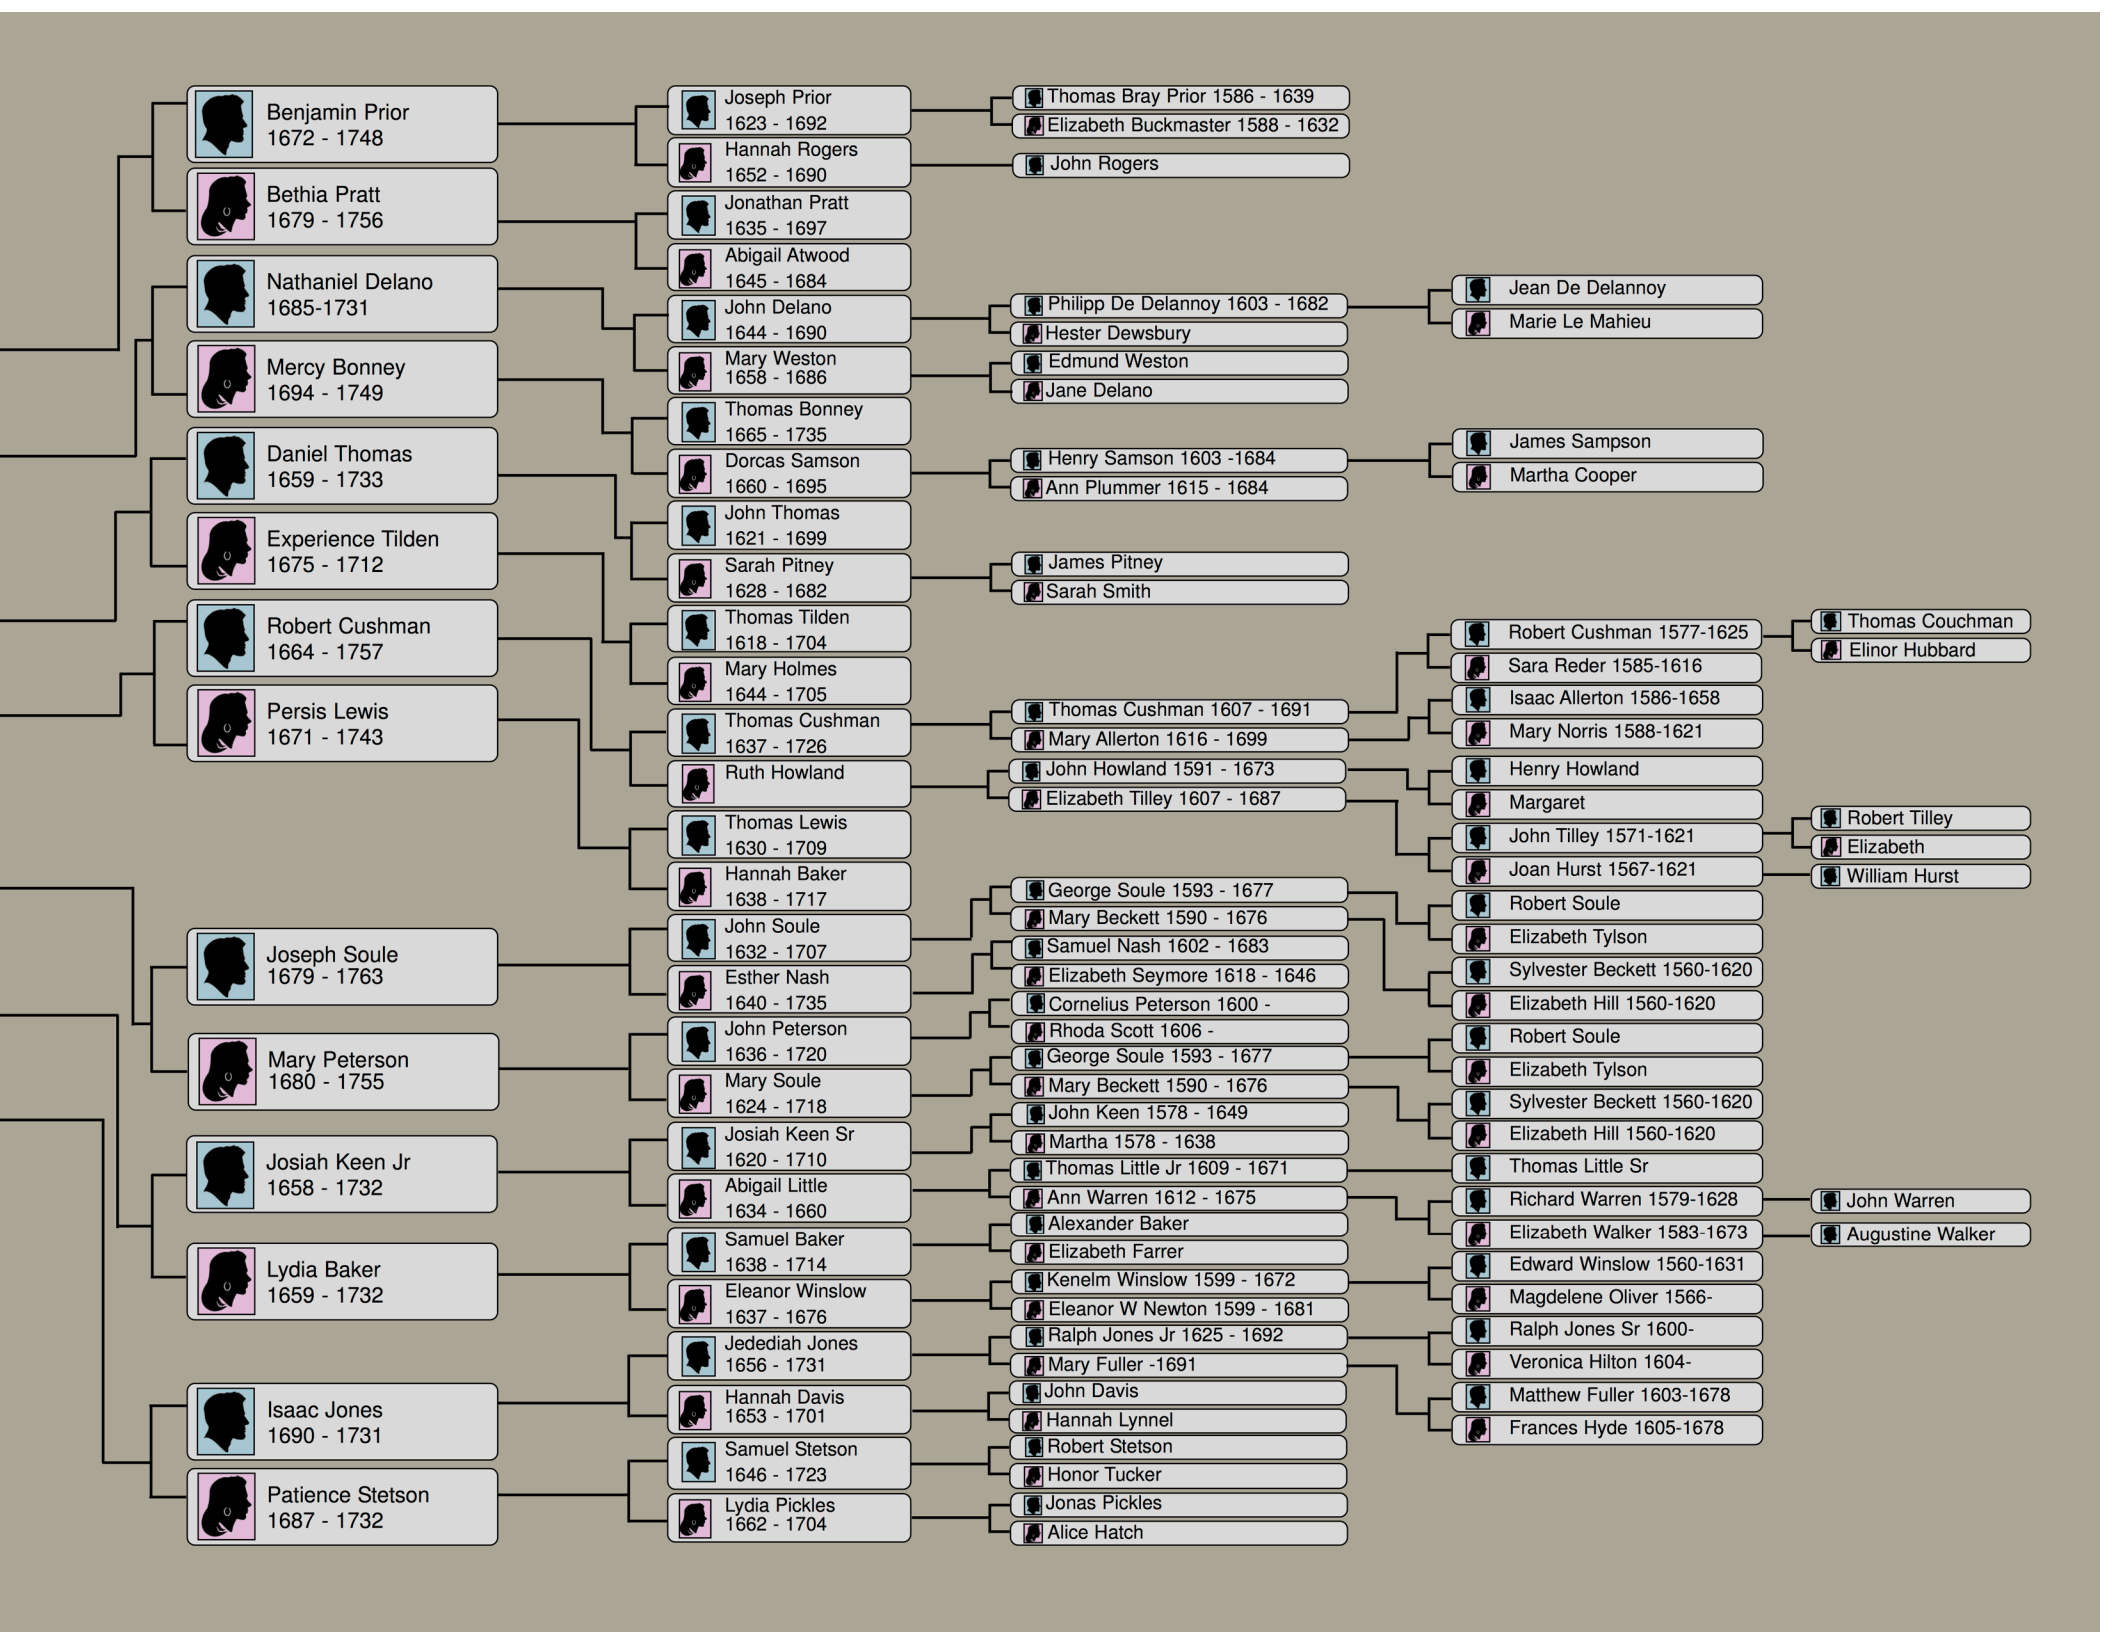 Benjamin Prior
1672 - 1748
Bethia Pratt
1679 - 1756
Nathaniel Delano
1685-1731
Mercy Bonney
1694 - 1749
Daniel Thomas
1659 - 1733
Experience Tilden
1675 - 1712
Robert Cushman
1664 - 1757
Persis Lewis
1671 - 1743
Joseph Soule
1679 - 1763
Mary Peterson
1680 - 1755
Josiah Keen Jr
1658 - 1732
Lydia Baker
1659 - 1732
Isaac Jones
1690 - 1731
Patience Stetson
1687 - 1732
Joseph Prior
1623 - 1692
Hannah Rogers
1652 - 1690
Jonathan Pratt
1635 - 1697
Abigail Atwood
1645 - 1684
John Delano
1644 - 1690
Mary Weston
1658 - 1686
Thomas Bonney
1665 - 1735
Dorcas Samson
1660 - 1695
John Thomas
1621 - 1699
Sarah Pitney
1628 - 1682
Thomas Tilden
1618 - 1704
Mary Holmes
1644 - 1705
Thomas Cushman
1637 - 1726
Ruth Howland
Thomas Lewis
1630 - 1709
Hannah Baker
1638 - 1717
John Soule
1632 - 1707
Esther Nash
1640 - 1735
John Peterson
1636 - 1720
Mary Soule
1624 - 1718
Josiah Keen Sr
1620 - 1710
Abigail Little
1634 - 1660
Samuel Baker
1638 - 1714
Eleanor Winslow
1637 - 1676
Jedediah Jones
1656 - 1731
Hannah Davis
1653 - 1701
Samuel Stetson
1646 - 1723
Lydia Pickles
1662 - 1704
Thomas Bray Prior 1586 - 1639
Elizabeth Buckmaster 1588 - 1632
John Rogers
Philipp De Delannoy 1603 - 1682
Hester Dewsbury
Edmund Weston
Jane Delano
Henry Samson 1603 -1684
Ann Plummer 1615 - 1684
James Pitney
Sarah Smith
Thomas Cushman 1607 - 1691
Mary Allerton 1616 - 1699
John Howland 1591 - 1673
Elizabeth Tilley 1607 - 1687
George Soule 1593 - 1677
Mary Beckett 1590 - 1676
Samuel Nash 1602 - 1683
Elizabeth Seymore 1618 - 1646
Cornelius Peterson 1600 -
Rhoda Scott 1606 -
George Soule 1593 - 1677
Mary Beckett 1590 - 1676
John Keen 1578 - 1649
Martha 1578 - 1638
Thomas Little Jr 1609 - 1671
Ann Warren 1612 - 1675
Alexander Baker
Elizabeth Farrer
Kenelm Winslow 1599 - 1672
Eleanor W Newton 1599 - 1681
Ralph Jones Jr 1625 - 1692
Mary Fuller -1691
John Davis
Hannah Lynnel
Robert Stetson
Honor Tucker
Jonas Pickles
Alice Hatch
Jean De Delannoy
Marie Le Mahieu
James Sampson
Martha Cooper
Robert Cushman 1577-1625
Sara Reder 1585-1616
Isaac Allerton 1586-1658
Mary Norris 1588-1621
Henry Howland
Margaret
John Tilley 1571-1621
Joan Hurst 1567-1621
Robert Soule
Elizabeth Tylson
Sylvester Beckett 1560-1620
Elizabeth Hill 1560-1620
Robert Soule
Elizabeth Tylson
Sylvester Beckett 1560-1620
Elizabeth Hill 1560-1620
Thomas Little Sr
Richard Warren 1579-1628
Elizabeth Walker 1583-1673
Edward Winslow 1560-1631
Magdelene Oliver 1566-
Ralph Jones Sr 1600-
Veronica Hilton 1604-
Matthew Fuller 1603-1678
Frances Hyde 1605-1678
Thomas Couchman
Elinor Hubbard
Robert Tilley
Elizabeth
William Hurst
John Warren
Augustine Walker